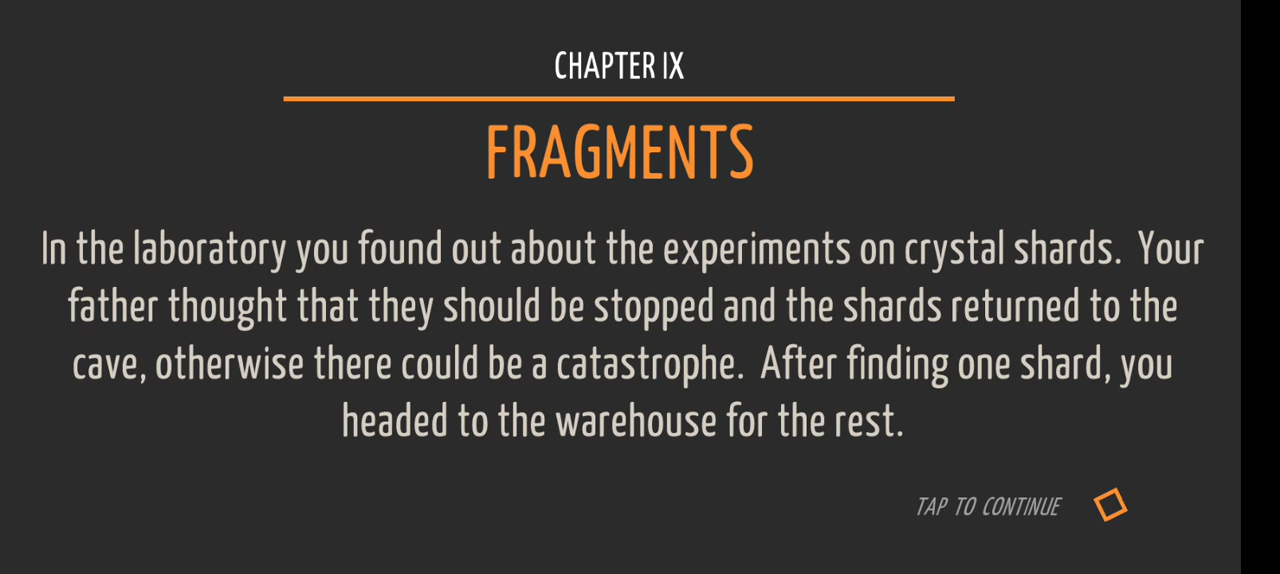 CHAPTER IX
FRAGMENTS
In the laboratory you found out about the experiments on crystal shards.  Your
father thought that they should be stopped and the shards returned to the
cave, otherwise there could be a catastrophe.  After finding one shard, you
headed to the warehouse for the rest.
TAP TO CONTINUE